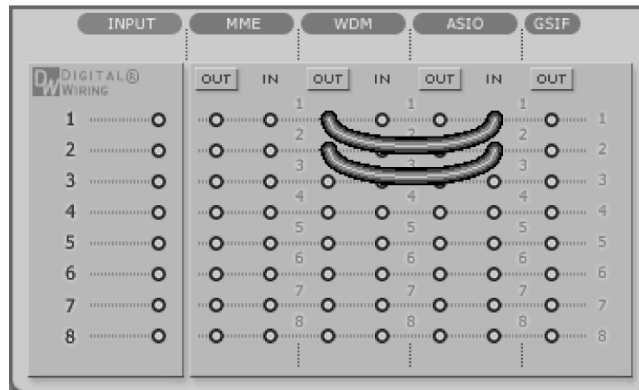 INPUT MME WDM ASIO GSIF
DW DIGITAL®
WIRING
OUT IN OUT IN OUT IN OUT
1 1 1 1 1
2 2 2 2
3 3 3 3 3
4 4 4 4 4
5 5 5 5 5
6 6 6 6 6
7 7 7 7 7
8 8 8 8 8